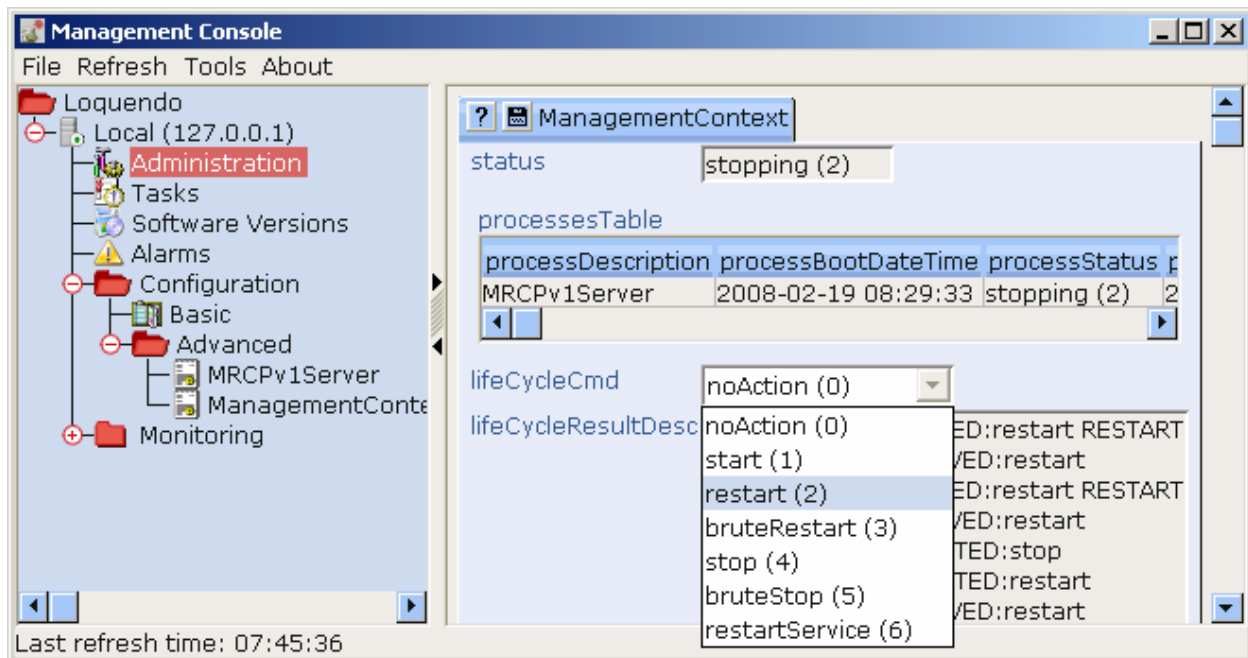 Management Console
File Refresh Tools About
Loquendo
Local (127.0.0.1)
Administration
Tasks
Software Versions
Alarms
Configuration
Basic
Advanced
MRCPv1Server
ManagementConte
Monitoring
? ManagementContext
status stopping (2)
processesTable
processDescription processBootDateTime processStatus p
MRCPv1Server 2008-02-19 08:29:33 stopping (2) 2
lifeCycleCmd noAction (0)
lifeCycleResultDesc
noAction (0)
start (1)
restart (2)
bruteRestart (3)
stop (4)
bruteStop (5)
restartService (6)
ED:restart RESTART
VED:restart
ED:restart RESTART
VED:restart
TED:stop
TED:restart
VED:restart
Last refresh time: 07:45:36